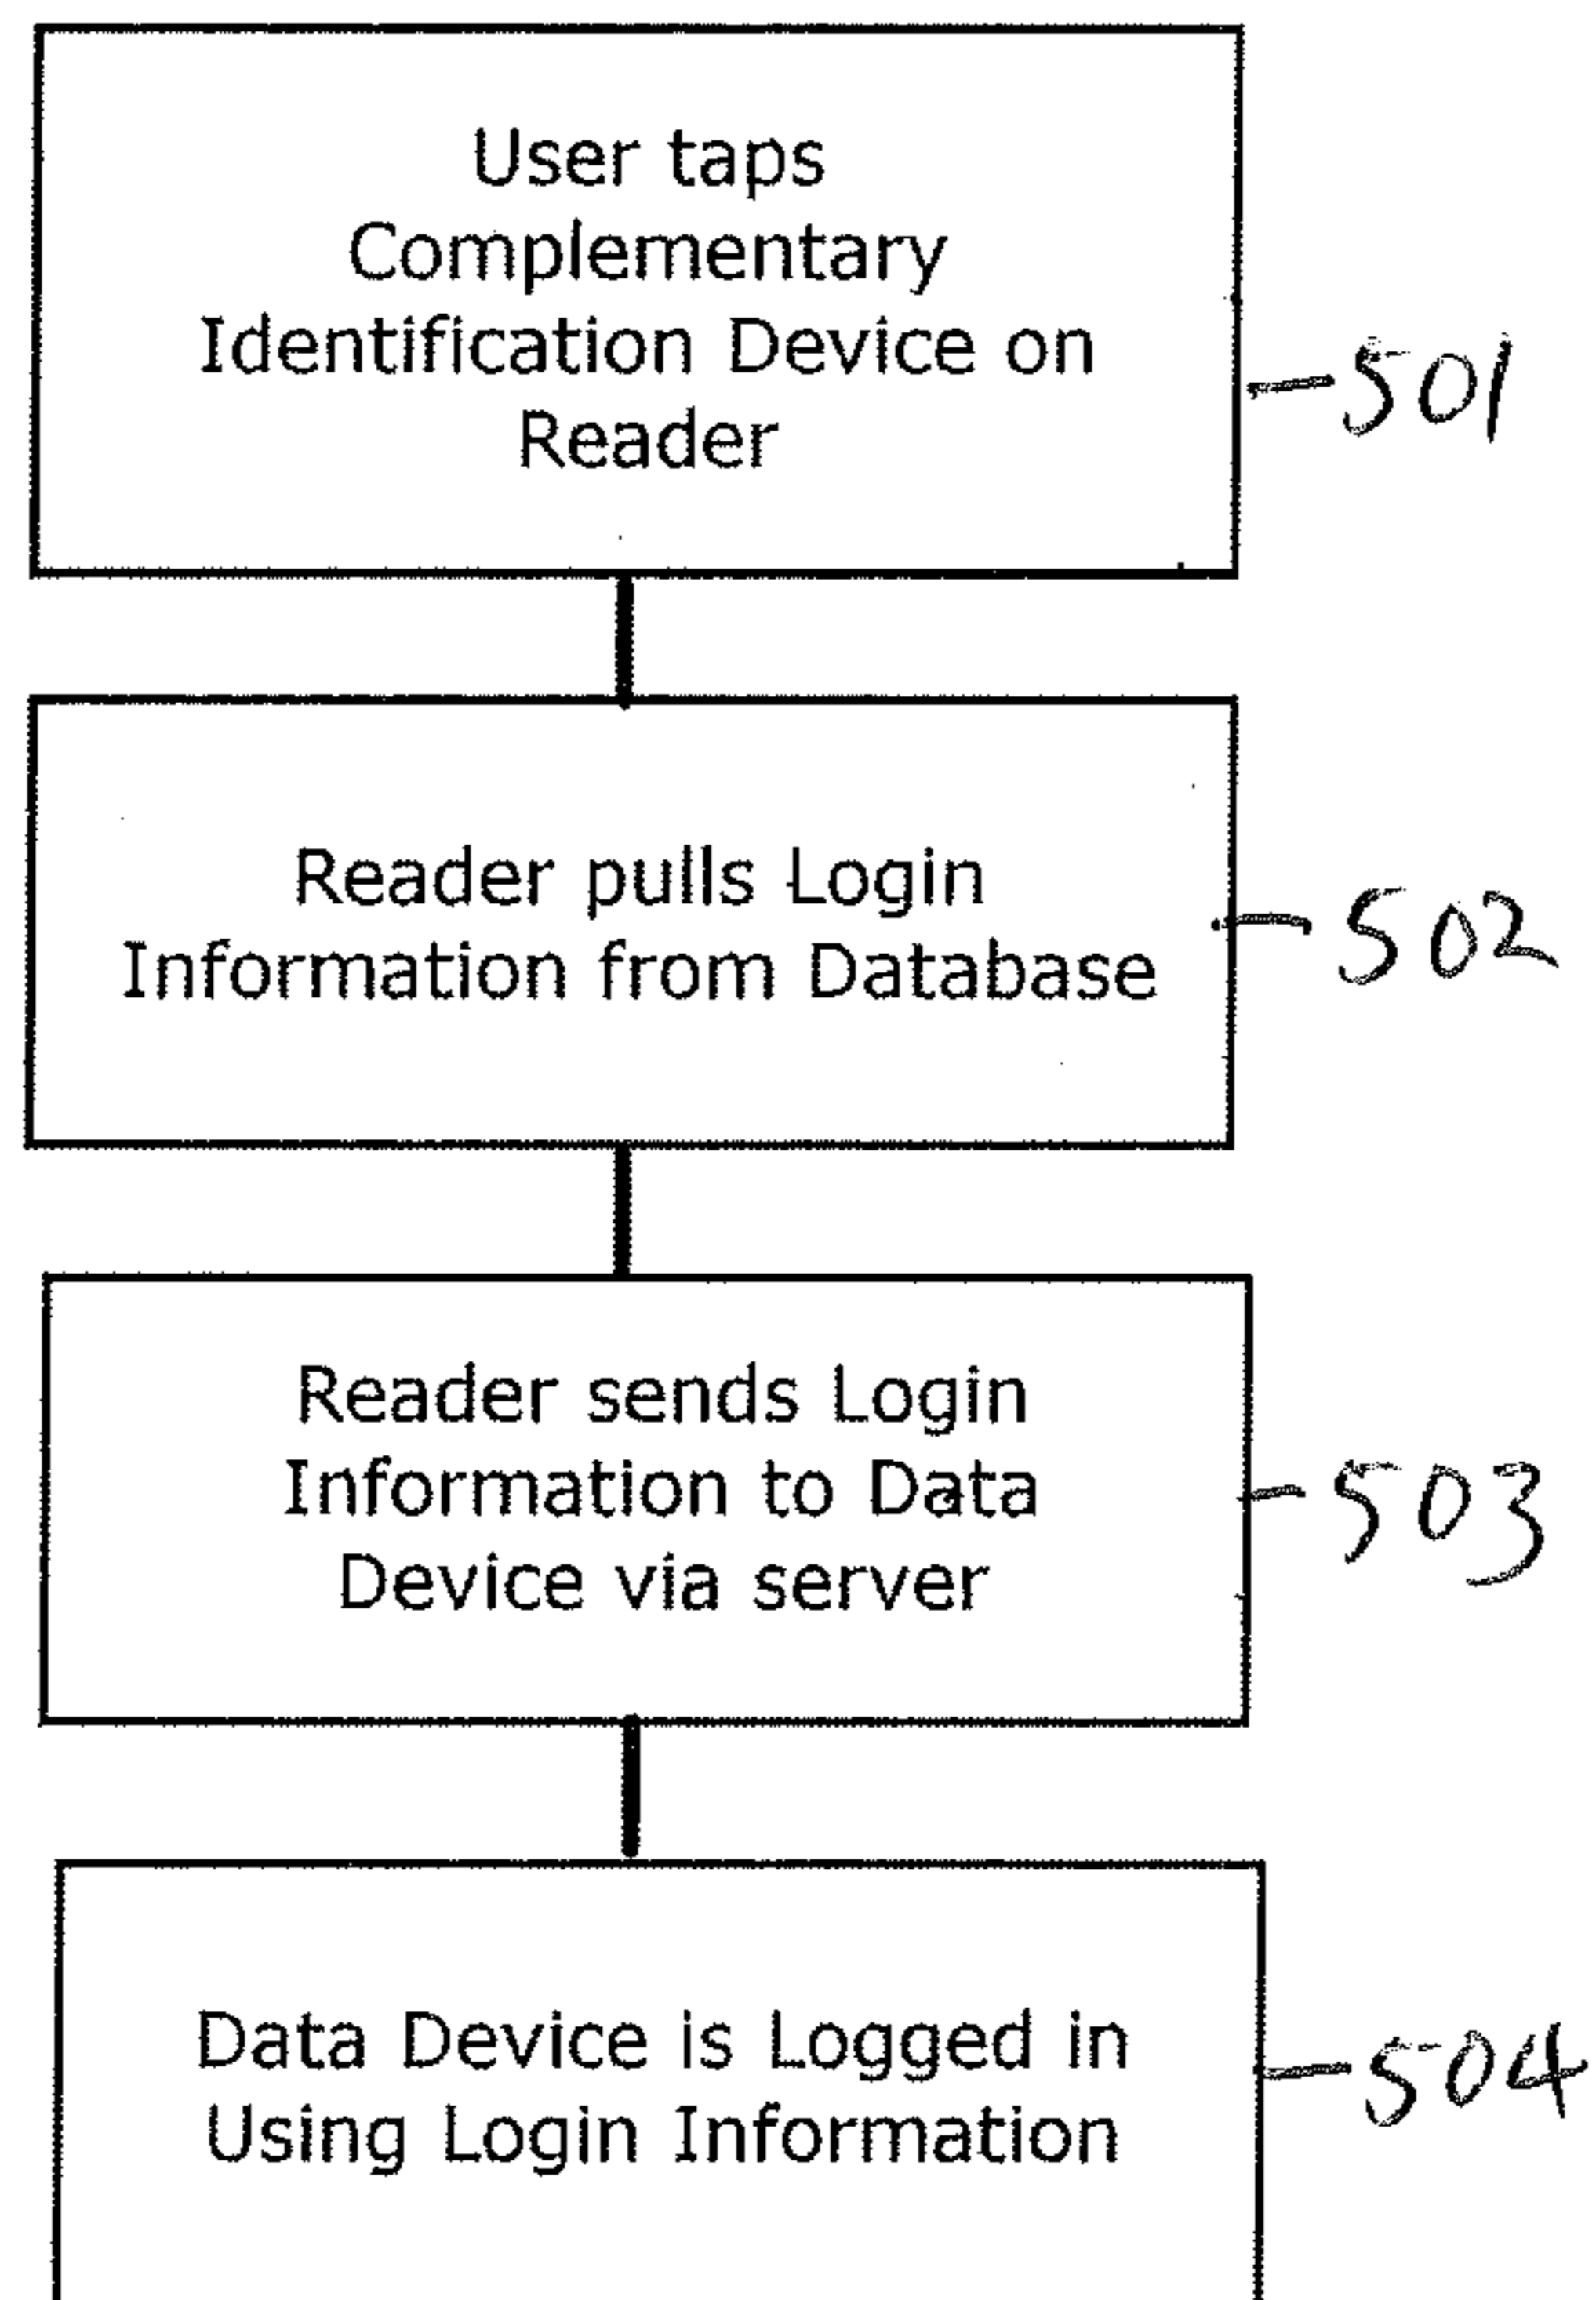 User taps
Complementary
Identification Device on
Reader
501
Reader pulls Login
Information from Database
502
Reader sends Login
Information to Data
Device via server
503
Data Device is Logged in
Using Login Information
504